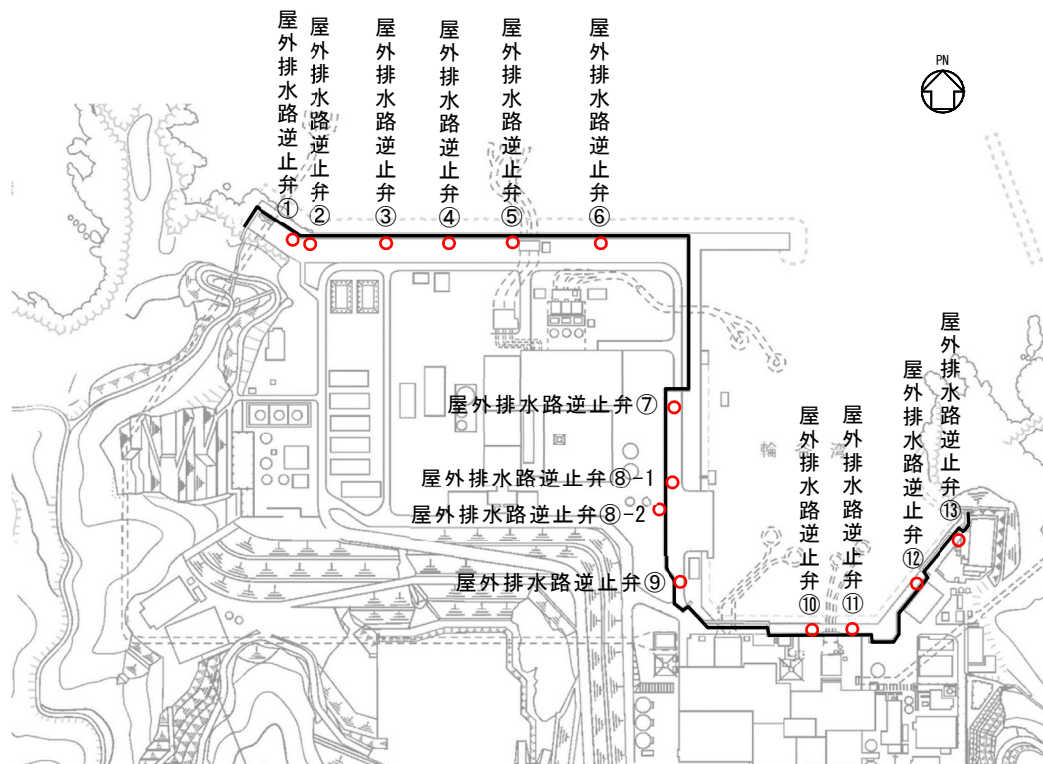 屋外排水路逆止弁①
屋外排水路逆止弁②
屋外排水路逆止弁③
屋外排水路逆止弁④
屋外排水路逆止弁⑤
屋外排水路逆止弁⑥
PN
屋外排水路逆止弁⑦
屋外排水路逆止弁⑧-1
屋外排水路逆止弁⑧-2
屋外排水路逆止弁⑨
屋外排水路逆止弁⑩
屋外排水路逆止弁⑪
屋外排水路逆止弁⑫
屋外排水路逆止弁⑬
輪谷湾